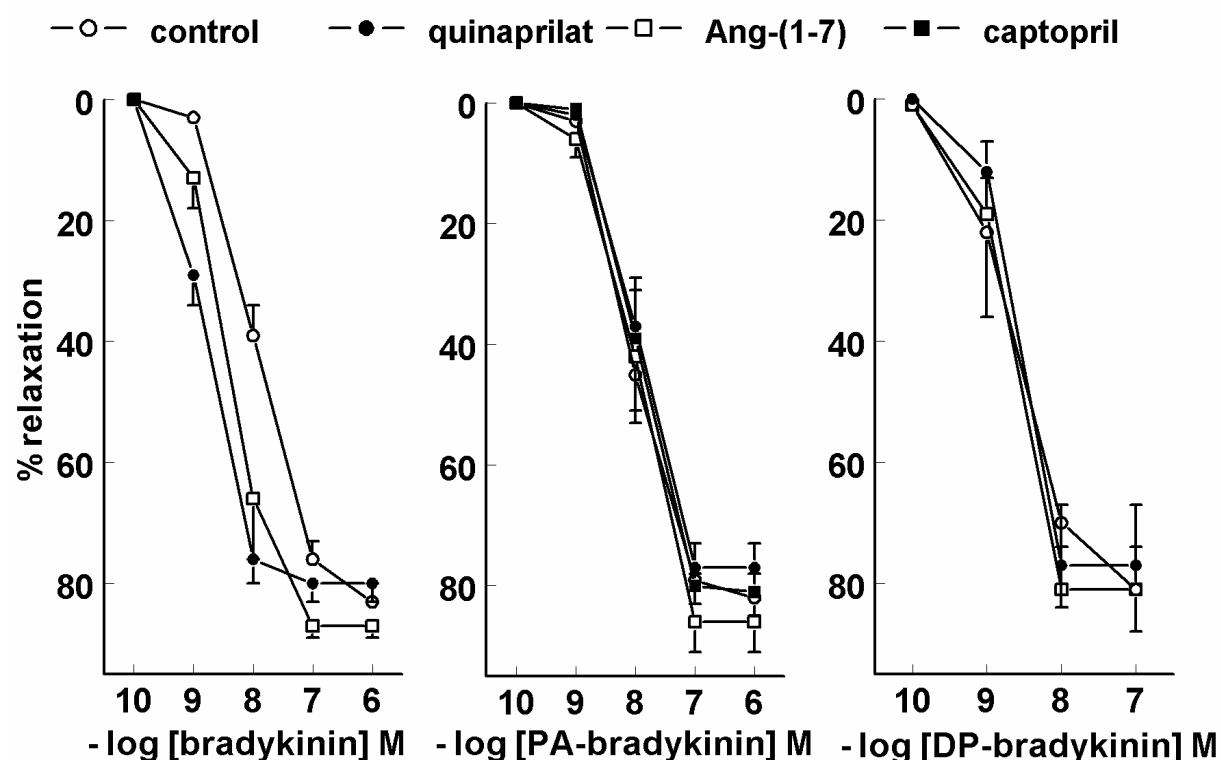 control quinaprilat Ang-(1-7) captopril
% relaxation
0
20
40
60
80
10 9 8 7 6
- log [bradykinin] M
0
20
40
60
80
10 9 8 7 6
- log [PA-bradykinin] M
0
20
40
60
80
10 9 8 7
- log [DP-bradykinin] M